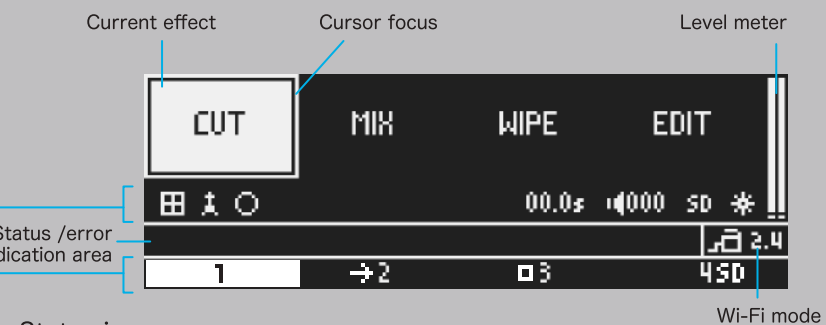 Current effect Cursor focus Level meter
CUT MIX WIPE EDIT
00.0s 000 SD
Status /error
dication area
2.4
1 2 3 4SD
Wi-Fi mode